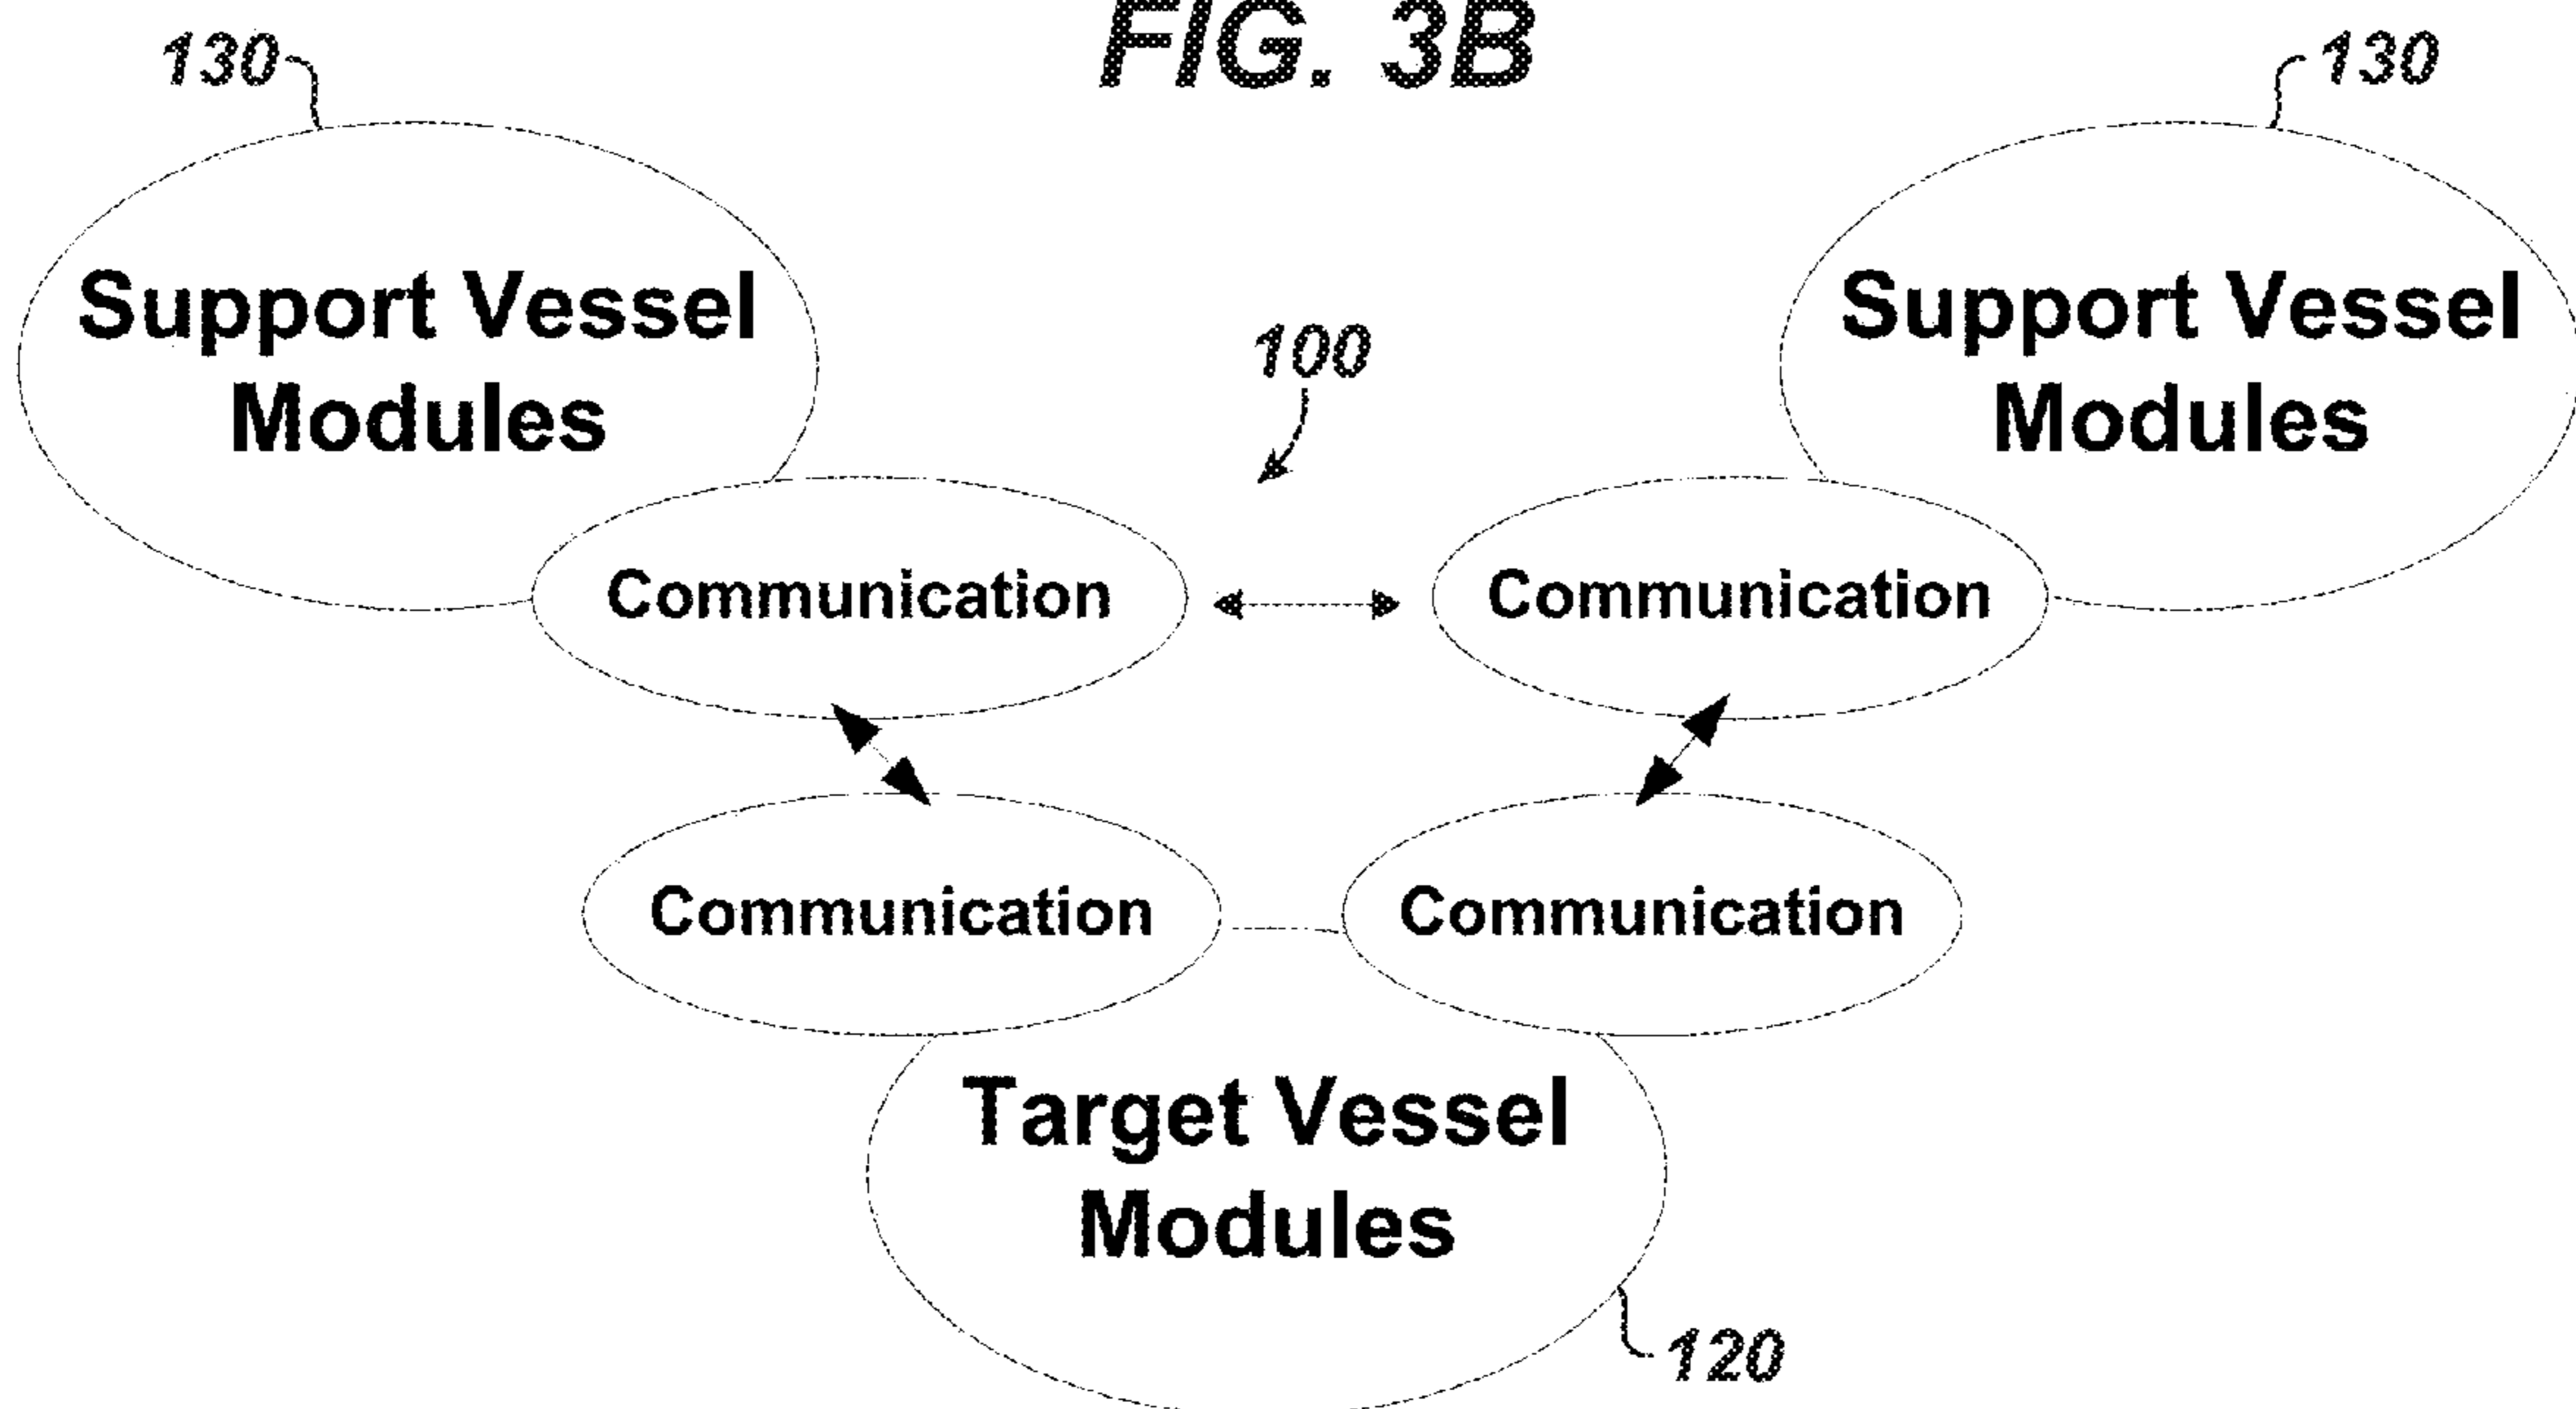 FIG. 3B
130
130
Support Vessel
Modules
Support Vessel
Modules
100
Communication
Communication
Communication
Communication
Target Vessel
Modules
120